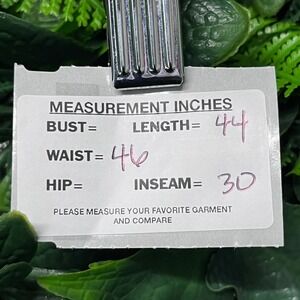 MEASUREMENT INCHES
BUST= LENGTH= 44
WAIST= 46
HIP= INSEAM= 30
PLEASE MEASURE YOUR FAVORITE GARMENT
AND COMPARE